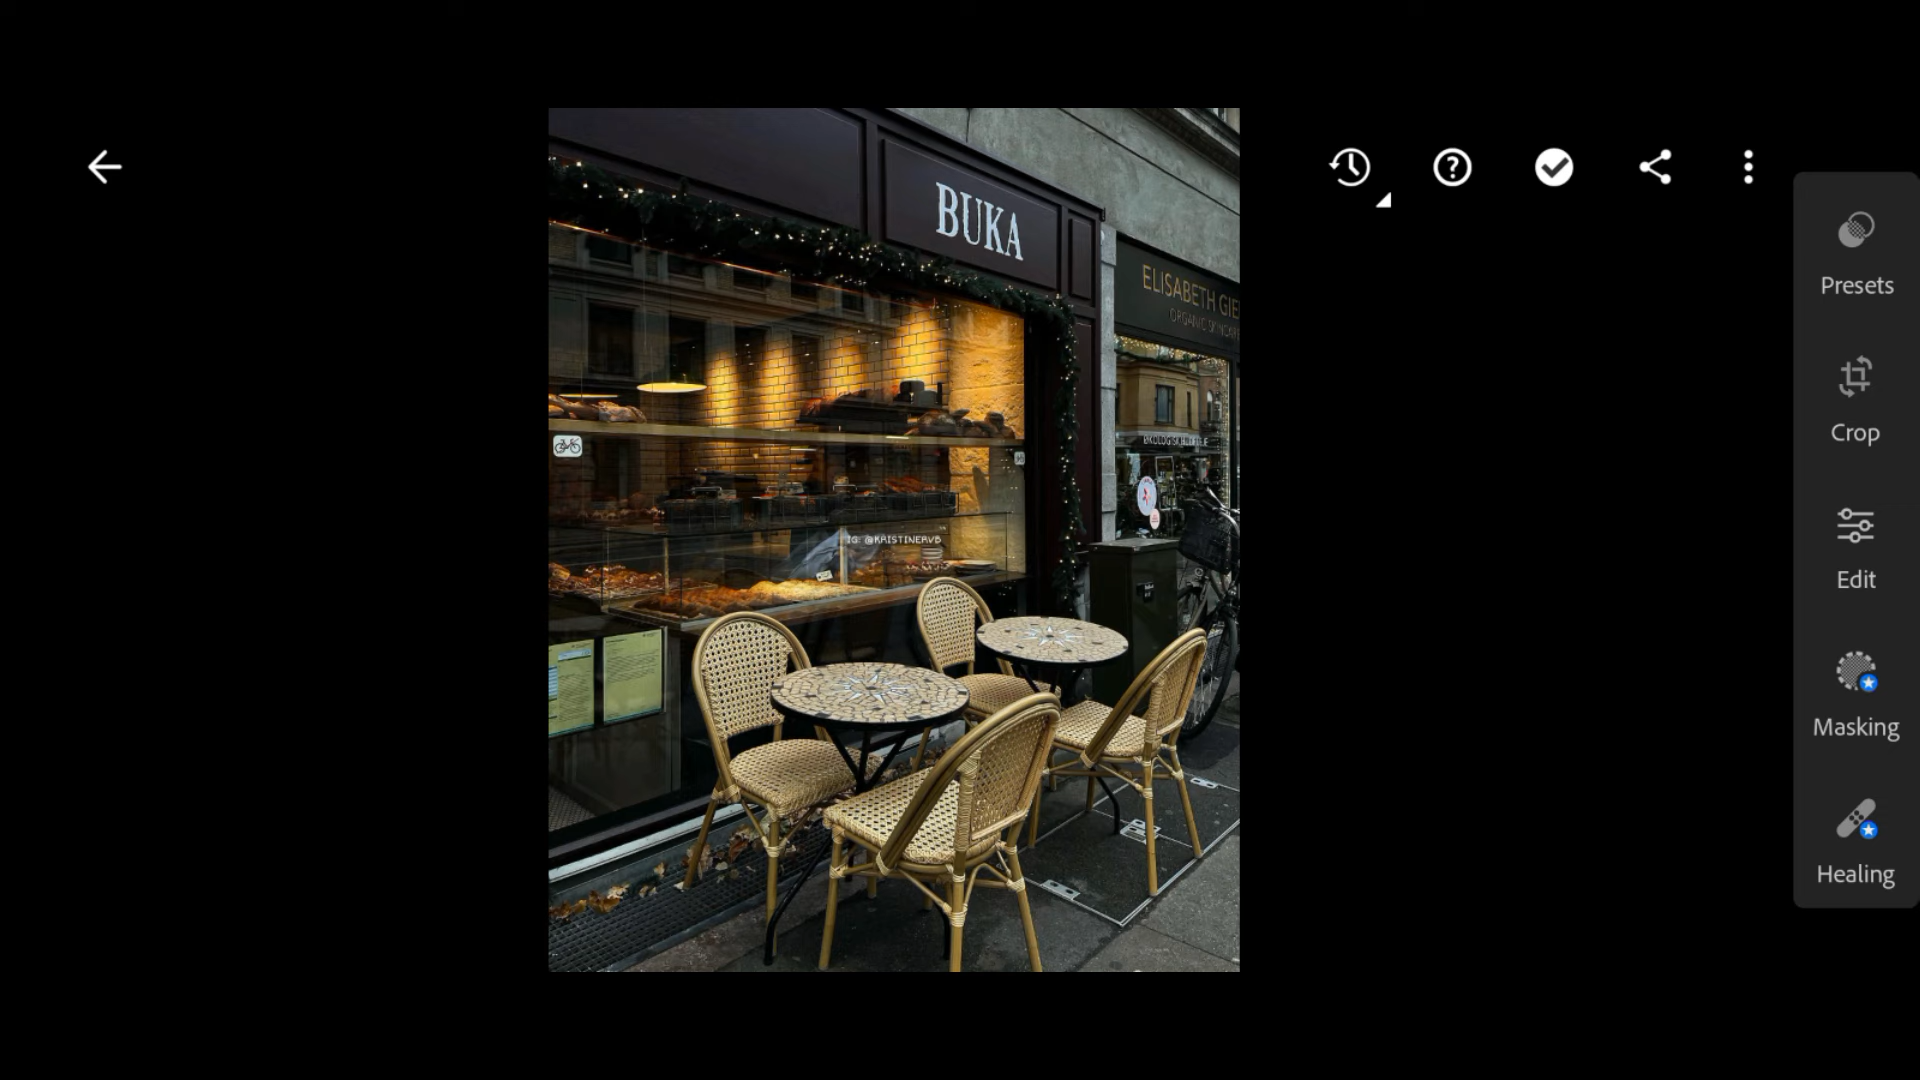 BUKA
ELISABETH GIE
ORGANIC SKINCARE
IG: @KRISTINERVB
Presets
Crop
Edit
Masking
Healing